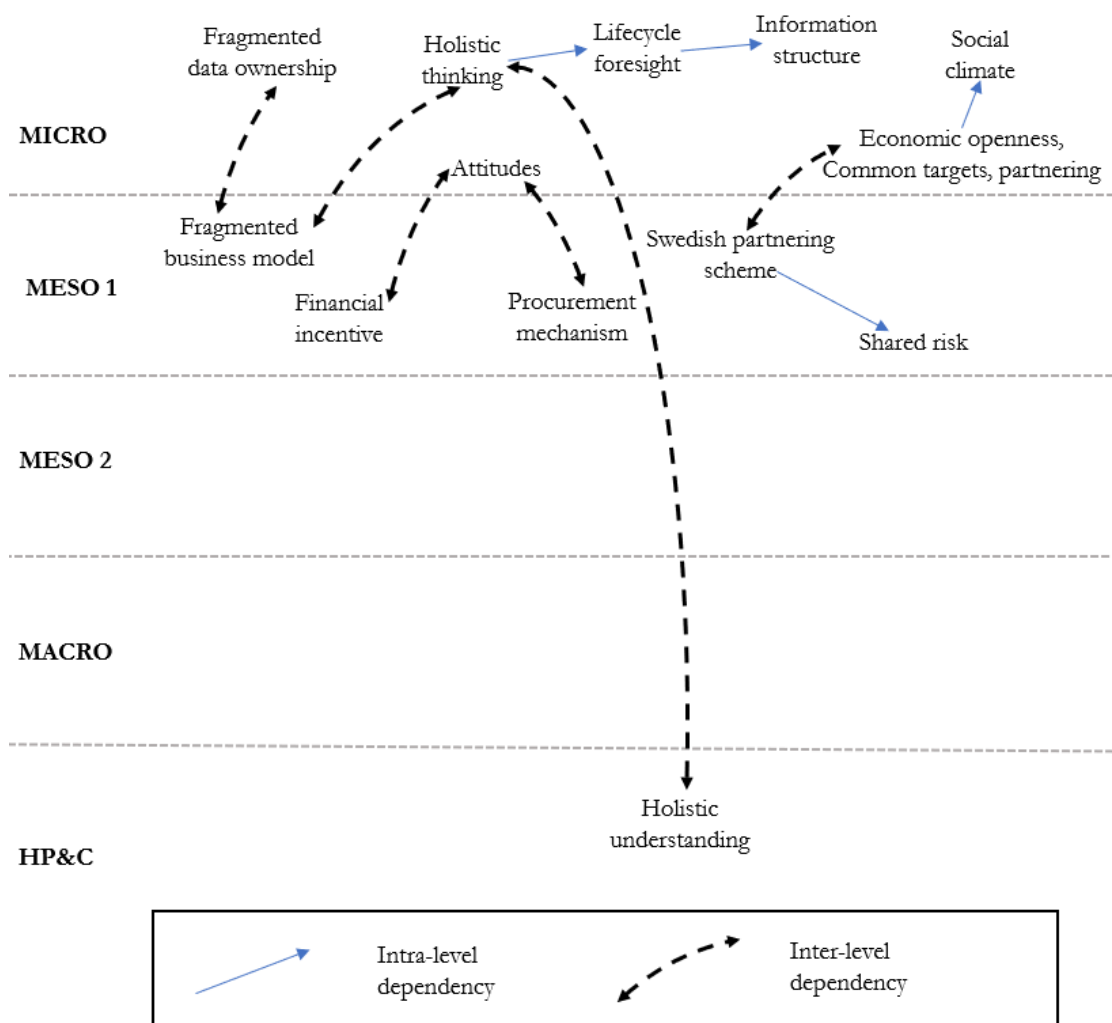 Fragmented
data ownership
Holistic
thinking
Lifecycle
foresight
Information
structure
Social
climate
MICRO
Economic openness,
Common targets, partnering
Attitudes
Fragmented
business model
Swedish partnering
scheme
MESO 1
Financial
incentive
Procurement
mechanism
Shared risk
MESO 2
MACRO
Holistic
understanding
HP&C
Intra-level
dependency
Inter-level
dependency